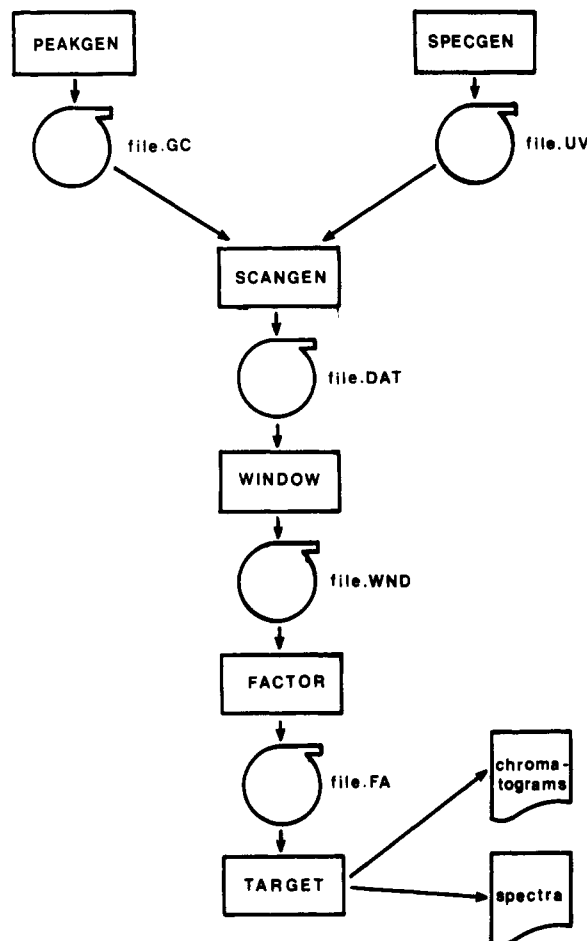 PEAKGEN
SPECGEN
file.GC
file.UV
SCANGEN
file.DAT
WINDOW
file.WND
FACTOR
file.FA
chroma-
tograms
TARGET
spectra